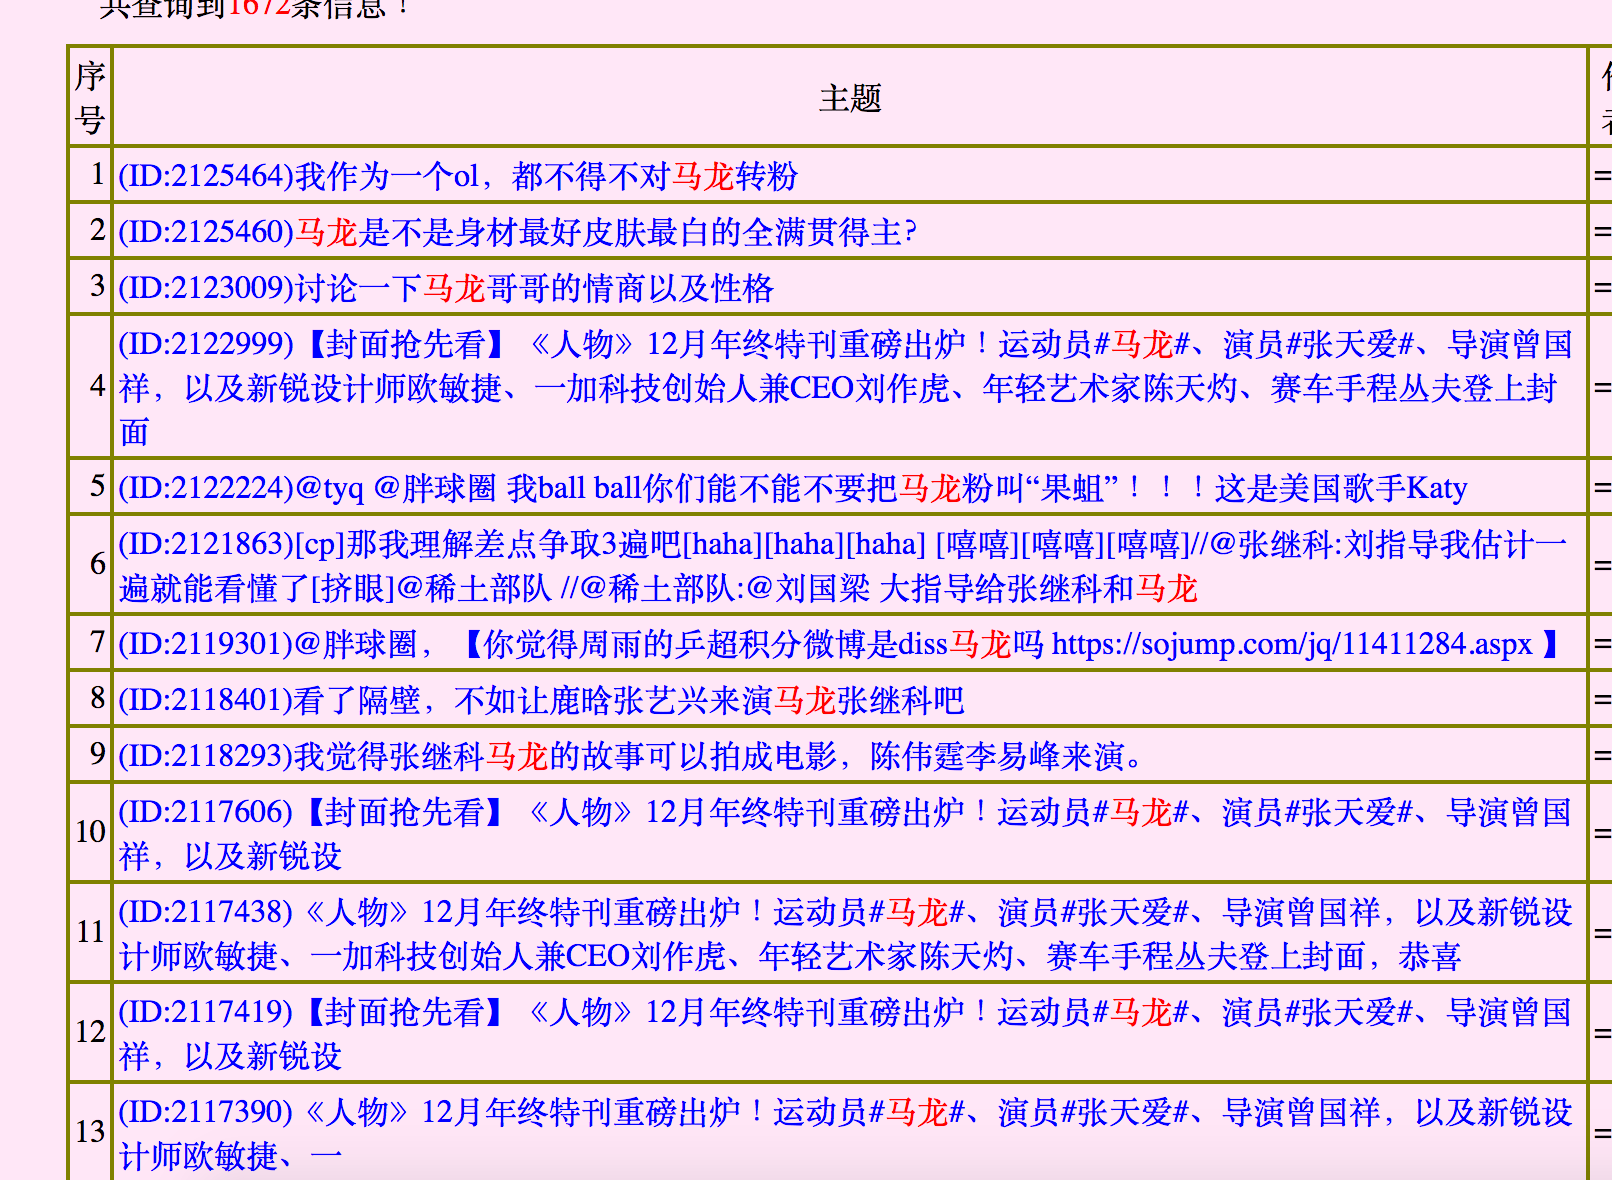 共查询到1672条信息！
序号
主题
1 (ID:2125464)我作为一个ol，都不得不对马龙转粉
2 (ID:2125460)马龙是不是身材最好皮肤最白的全满贯得主?
3 (ID:2123009)讨论一下马龙哥哥的情商以及性格
4 (ID:2122999)【封面抢先看】《人物》12月年终特刊重磅出炉！运动员#马龙#、演员#张天爱#、导演曾国
祥，以及新锐设计师欧敏捷、一加科技创始人兼CEO刘作虎、年轻艺术家陈天灼、赛车手程丛夫登上封
面
5 (ID:2122224)@tyq @胖球圈 我ball ball你们能不能不要把马龙粉叫“果蛆”！！！这是美国歌手Katy
6 (ID:2121863)[cp]那我理解差点争取3遍吧[haha][haha][haha] [嘻嘻][嘻嘻][嘻嘻]//@张继科:刘指导我估计一
遍就能看懂了[挤眼]@稀土部队 //@稀土部队:@刘国梁 大指导给张继科和马龙
7 (ID:2119301)@胖球圈，【你觉得周雨的乒超积分微博是diss马龙吗 https://sojump.com/jq/11411284.aspx 】
8 (ID:2118401)看了隔壁，不如让鹿晗张艺兴来演马龙张继科吧
9 (ID:2118293)我觉得张继科马龙的故事可以拍成电影，陈伟霆李易峰来演。
10 (ID:2117606)【封面抢先看】《人物》12月年终特刊重磅出炉！运动员#马龙#、演员#张天爱#、导演曾国
祥，以及新锐设
11 (ID:2117438)《人物》12月年终特刊重磅出炉！运动员#马龙#、演员#张天爱#、导演曾国祥，以及新锐设
计师欧敏捷、一加科技创始人兼CEO刘作虎、年轻艺术家陈天灼、赛车手程丛夫登上封面，恭喜
12 (ID:2117419)【封面抢先看】《人物》12月年终特刊重磅出炉！运动员#马龙#、演员#张天爱#、导演曾国
祥，以及新锐设
13 (ID:2117390)《人物》12月年终特刊重磅出炉！运动员#马龙#、演员#张天爱#、导演曾国祥，以及新锐设
计师欧敏捷、一